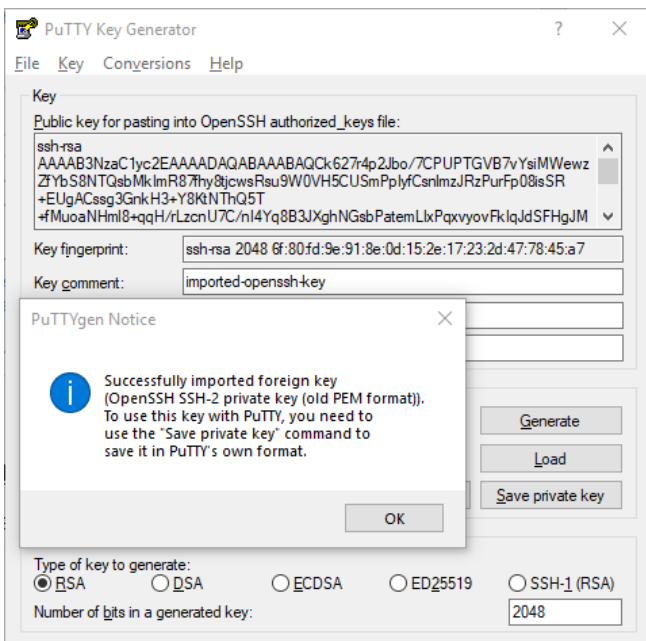 PuTTY Key Generator
File Key Conversions Help
Key
Public key for pasting into OpenSSH authorized_keys file:
ssh-rsa
AAAAB3NzaC1yc2EAAAADAQABAAABAQCk627r4p2Jbo/7CPUPTGVB7vYsiMWewz
ZfYbS8NTQsbMkImR87fhy8tjcwsRsu9W0VH5CUSmPpIyfCsnlmzJRzPurFp08isSR
+EUgACssg3GnkH3+Y8KtNThQ5T
+fMuoaNHmI8+qqH/rLzcnU7C/nI4Yq8B3JXghNGsbPatemLlxPqxvyovFkIqJdSFHgJM
Key fingerprint: ssh-rsa 2048 6f:80:fd:9e:91:8e:0d:15:2e:17:23:2d:47:78:45:a7
Key comment: imported-openssh-key
PuTTYgen Notice
Successfully imported foreign key
(OpenSSH SSH-2 private key (old PEM format)).
To use this key with PuTTY, you need to
use the "Save private key" command to
save it in PuTTY's own format.
OK
Generate
Load
Save private key
Type of key to generate:
RSA DSA ECDSA ED25519 SSH-1 (RSA)
Number of bits in a generated key: 2048